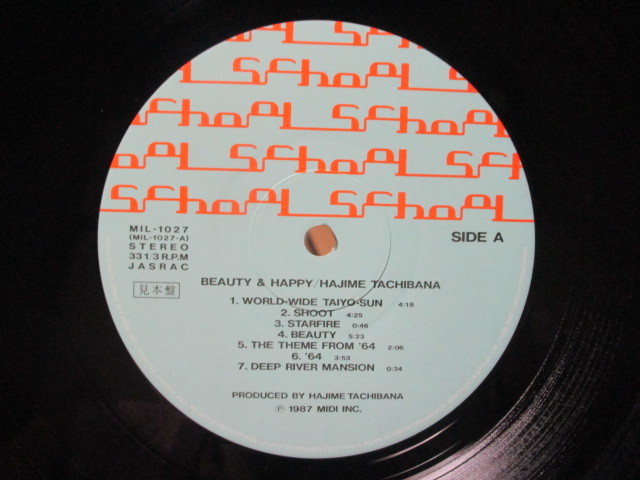 School School
School School
School School
School School
School School
MIL-1027
(MIL-1027-A)
STEREO
33 1/3 R.P.M
JASRAC
見本盤
SIDE A
BEAUTY & HAPPY/HAJIME TACHIBANA
1. WORLD-WIDE TAIYO-SUN 4:18
2. SHOOT 4:25
3. STARFIRE 0:46
4. BEAUTY 5:23
5. THE THEME FROM '64 2:06
6. '64 3:53
7. DEEP RIVER MANSION 0:34
PRODUCED BY HAJIME TACHIBANA
℗ 1987 MIDI INC.